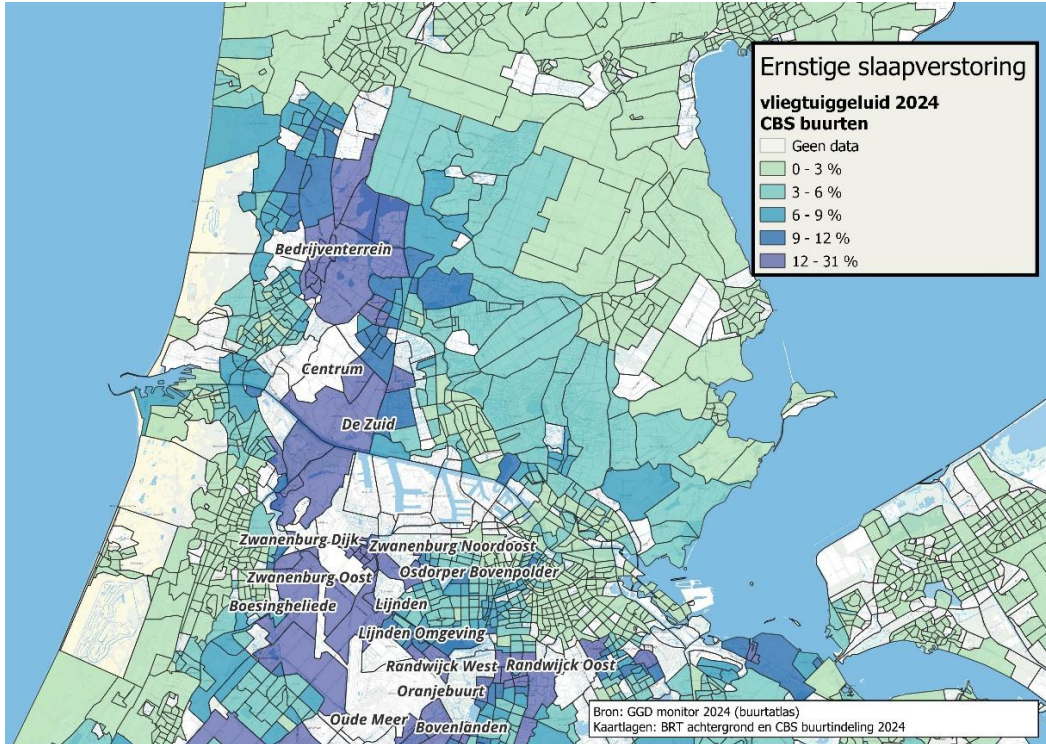 Ernstige slaapverstoring
vliegtuiggeluid 2024
CBS buurten
Geen data
0 - 3 %
3 - 6 %
6 - 9 %
9 - 12 %
12 - 31 %
Bedrijventerrein
Centrum
De Zuid
Zwanenburg Dijk
Zwanenburg Noordoost
Zwanenburg Oost
Osdorper Bovenpolder
Boesingheliede
Lijnden
Lijnden Omgeving
Randwijck West
Randwijck Oost
Oranjebuurt
Oude Meer
Bovenlanden
Bron: GGD monitor 2024 (buurtatlas)
Kaartlagen: BRT achtergrond en CBS buurtindeling 2024